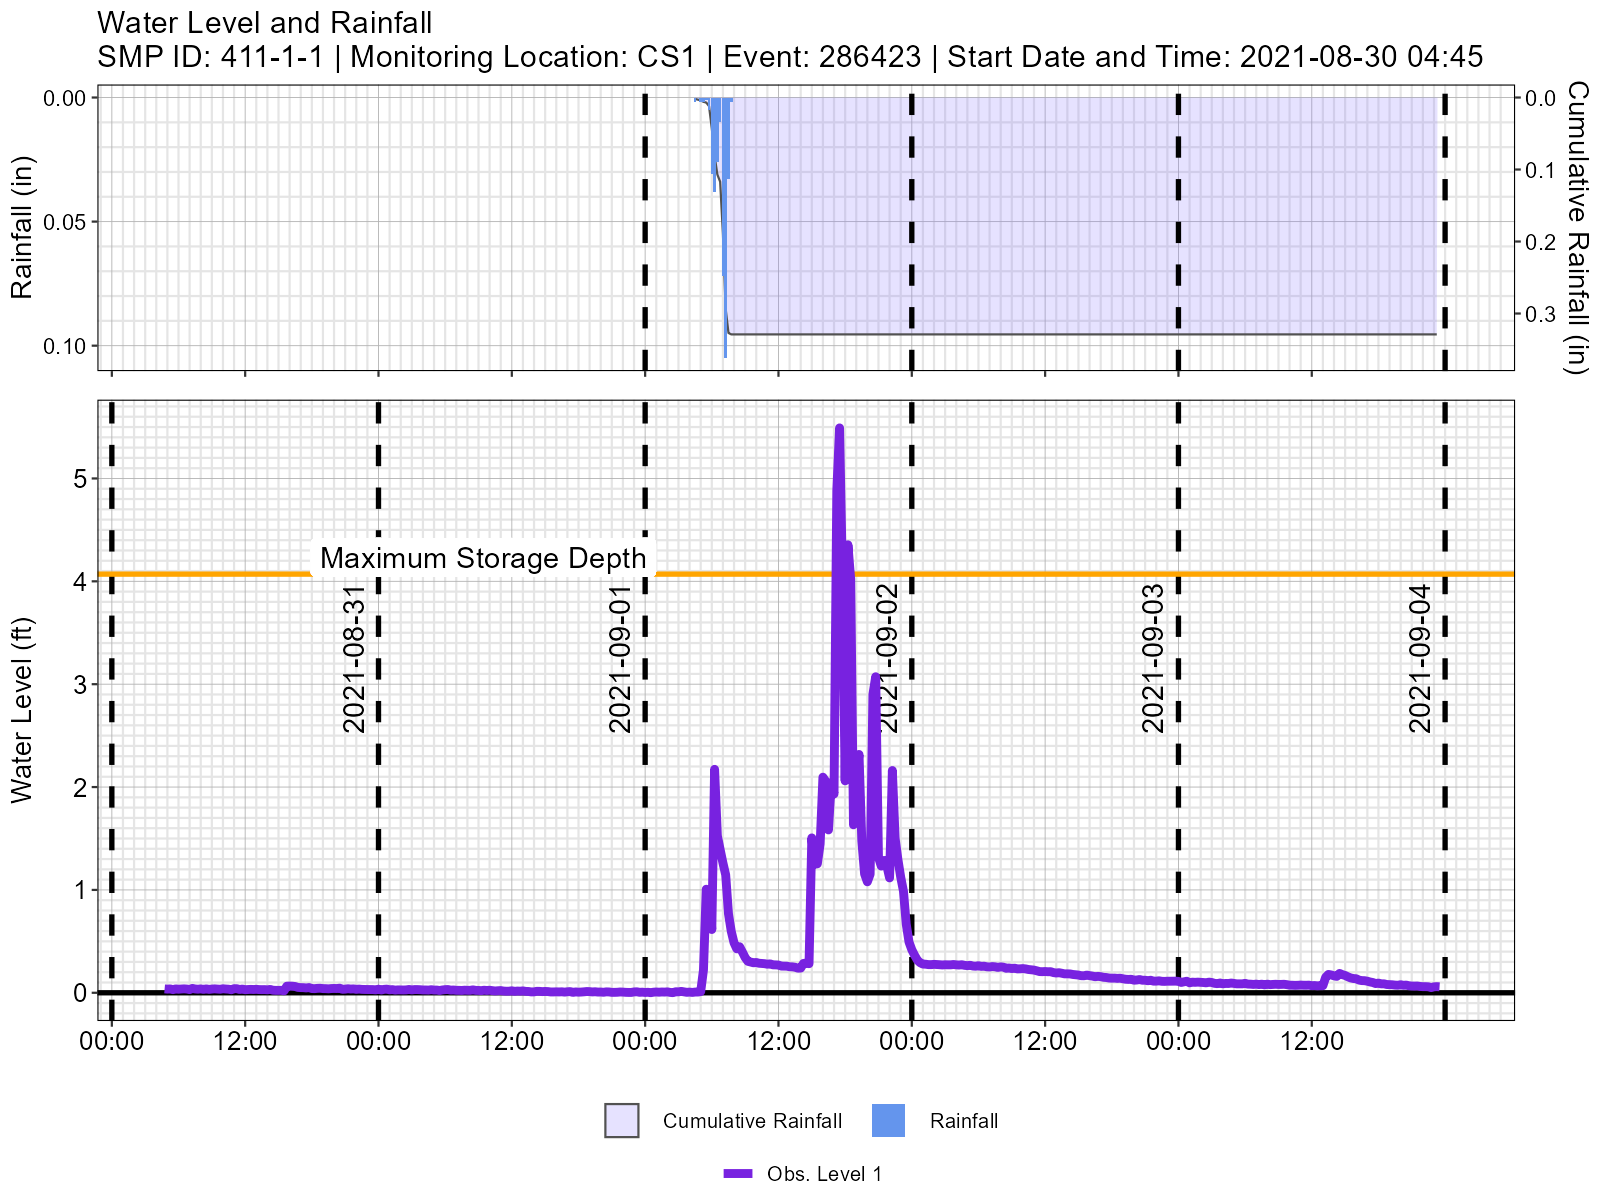 Water Level and Rainfall
SMP ID: 411-1-1 | Monitoring Location: CS1 | Event: 286423 | Start Date and Time: 2021-08-30 04:45
Rainfall (in)
0.00
0.05
0.10
0.0
0.1
0.2
0.3
Cumulative Rainfall (in)
Water Level (ft)
5
4
3
2
1
0
Maximum Storage Depth
2021-08-31
2021-09-01
2021-09-02
2021-09-03
2021-09-04
00:00 12:00 00:00 12:00 00:00 12:00 00:00 12:00 00:00 12:00
Cumulative Rainfall Rainfall
Obs. Level 1